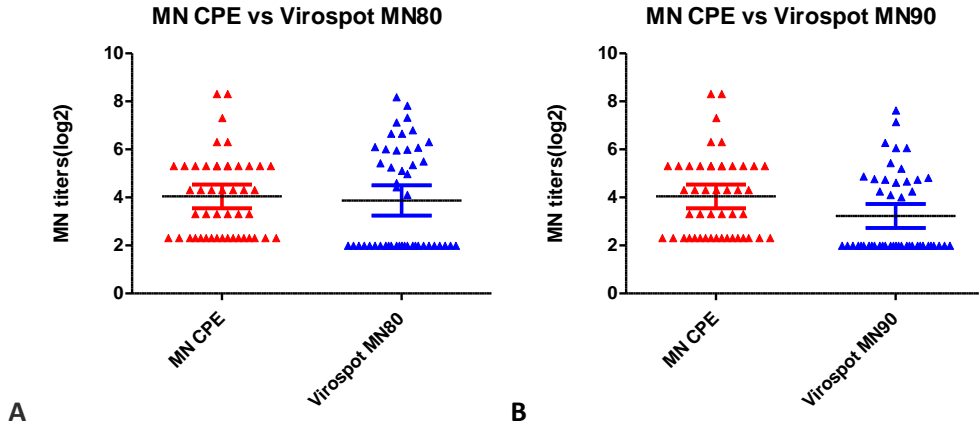 MN CPE vs Virospot MN80
10
8
6
4
2
0
MN titers(log2)
MN CPE
Virospot MN80
A
MN CPE vs Virospot MN90
10
8
6
4
2
0
MN titers(log2)
MN CPE
Virospot MN90
B